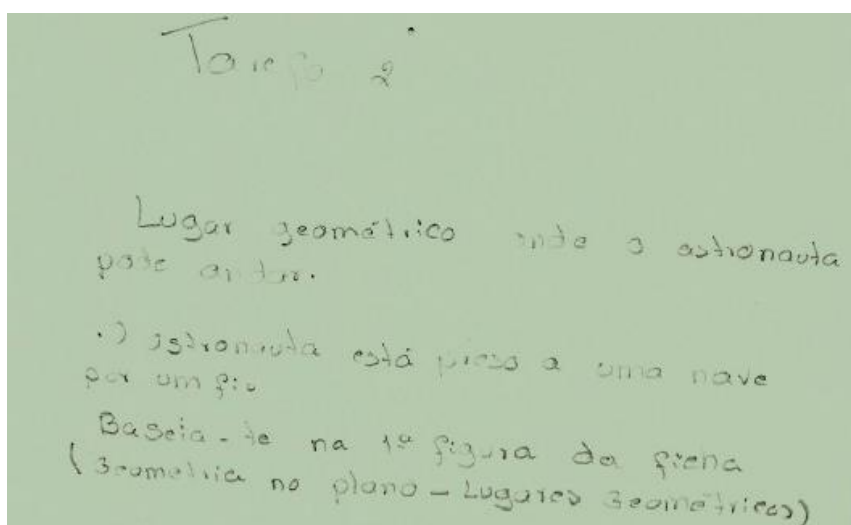 Tarefa 2
Lugar geométrico onde o astronauta
pode andar.
.) astronauta está preso a uma nave
por um fio
Baseia-te na 1ª figura da ficha
(Geometria no plano - Lugares Geométricos)